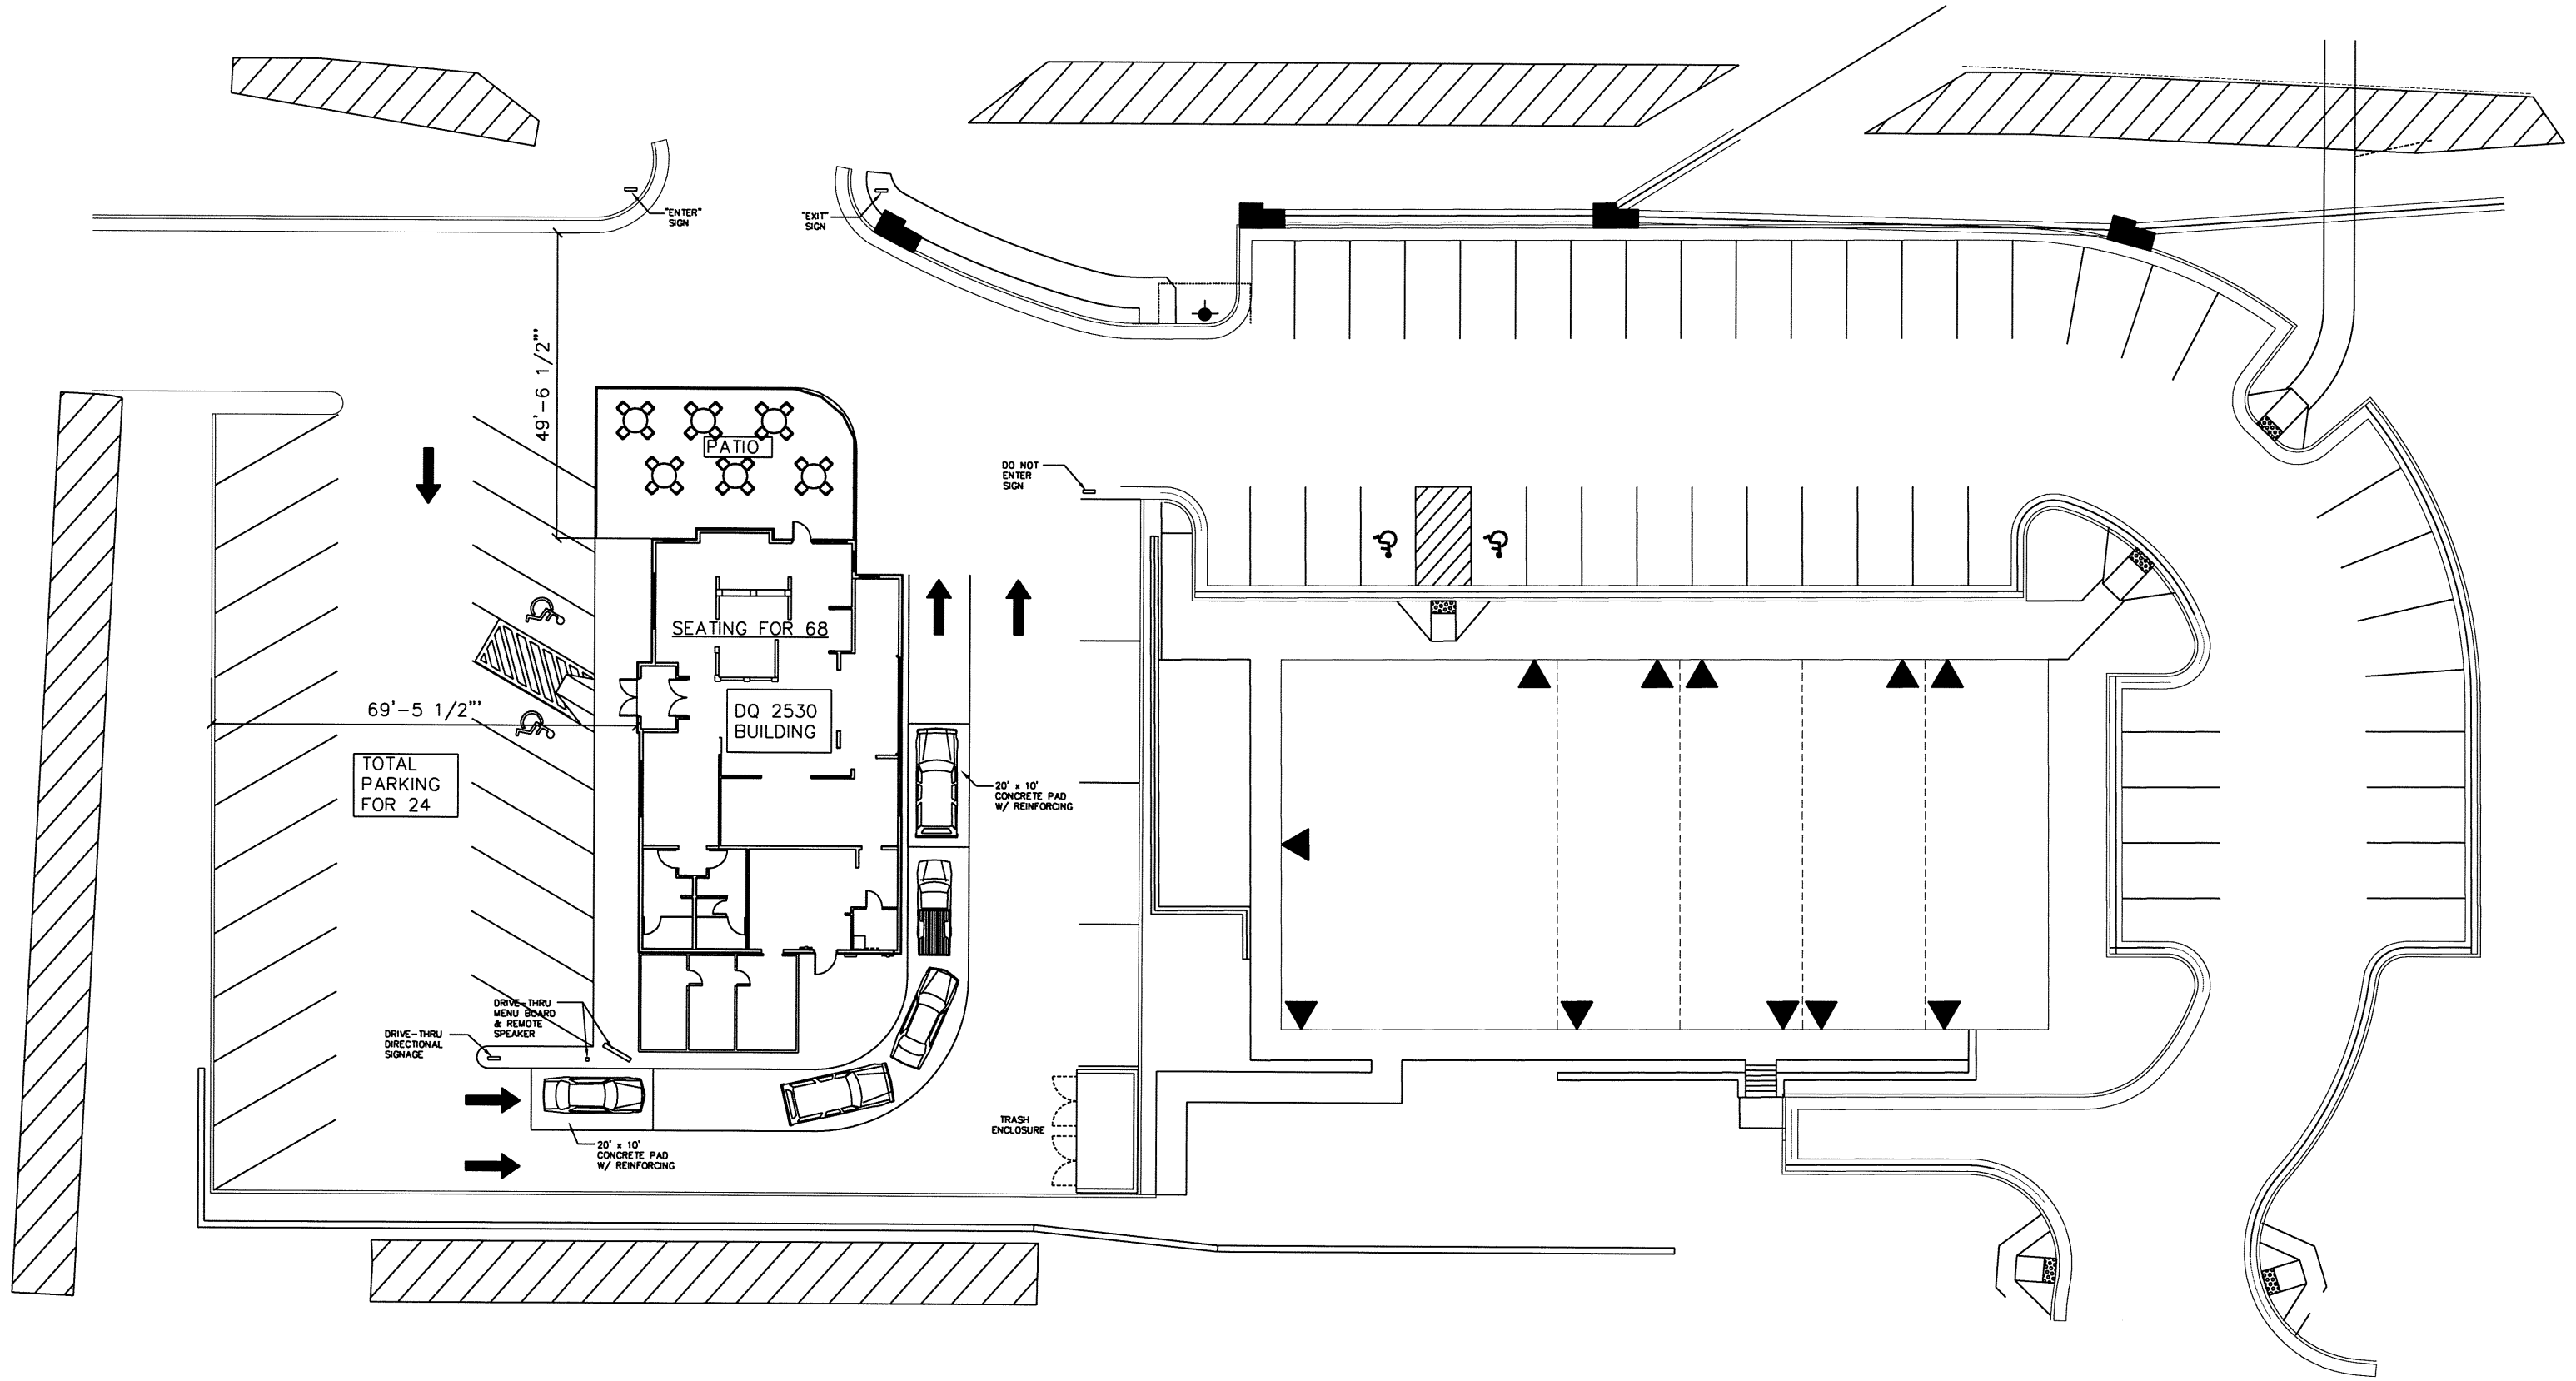 "ENTER"
SIGN
"EXIT"
SIGN
49'-6 1/2"'
PATIO
DO NOT
ENTER
SIGN
SEATING FOR 68
69'-5 1/2"'
DQ 2530
BUILDING
TOTAL
PARKING
FOR 24
20' x 10'
CONCRETE PAD
W/ REINFORCING
DRIVE-THRU
MENU BOARD
& REMOTE
SPEAKER
DRIVE-THRU
DIRECTIONAL
SIGNAGE
TRASH
ENCLOSURE
20' x 10'
CONCRETE PAD
W/ REINFORCING